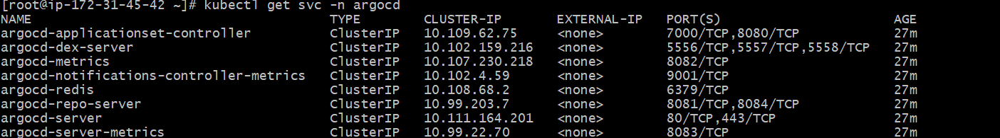 [root@ip-172-31-45-42 ~]# kubectl get svc -n argocd
NAME TYPE CLUSTER-IP EXTERNAL-IP PORT(S) AGE
argocd-applicationset-controller ClusterIP 10.109.62.75 <none> 7000/TCP,8080/TCP 27m
argocd-dex-server ClusterIP 10.102.159.216 <none> 5556/TCP,5557/TCP,5558/TCP 27m
argocd-metrics ClusterIP 10.107.230.218 <none> 8082/TCP 27m
argocd-notifications-controller-metrics ClusterIP 10.102.4.59 <none> 9001/TCP 27m
argocd-redis ClusterIP 10.108.68.2 <none> 6379/TCP 27m
argocd-repo-server ClusterIP 10.99.203.7 <none> 8081/TCP,8084/TCP 27m
argocd-server ClusterIP 10.111.164.201 <none> 80/TCP,443/TCP 27m
argocd-server-metrics ClusterIP 10.99.22.70 <none> 8083/TCP 27m